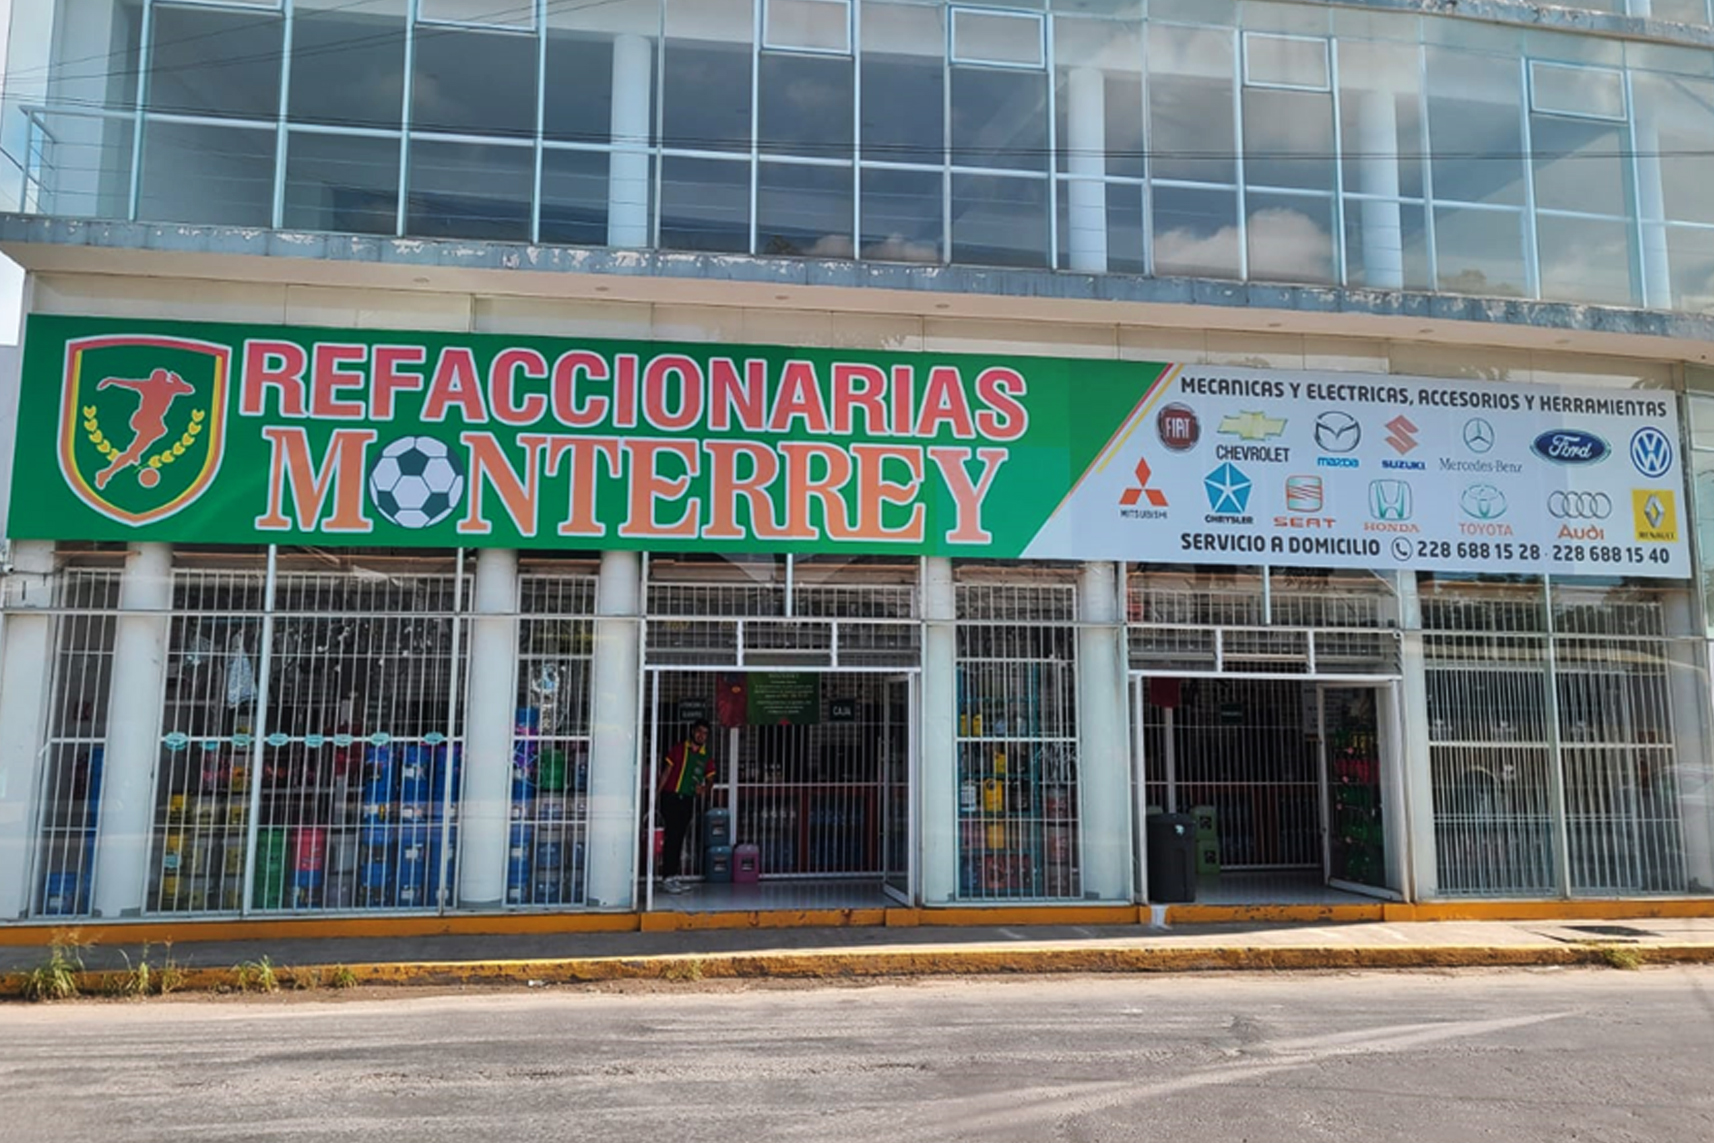 REFACCIONARIAS
MONTERREY
MECANICAS Y ELECTRICAS, ACCESORIOS Y HERRAMIENTAS
FIAT
CHEVROLET
mazda
SUZUKI
Mercedes-Benz
Ford
MITSUBISHI
CHRYSLER
SEAT
HONDA
TOYOTA
Audi
RENAULT
SERVICIO A DOMICILIO 228 688 15 28 · 228 688 15 40
CAJA